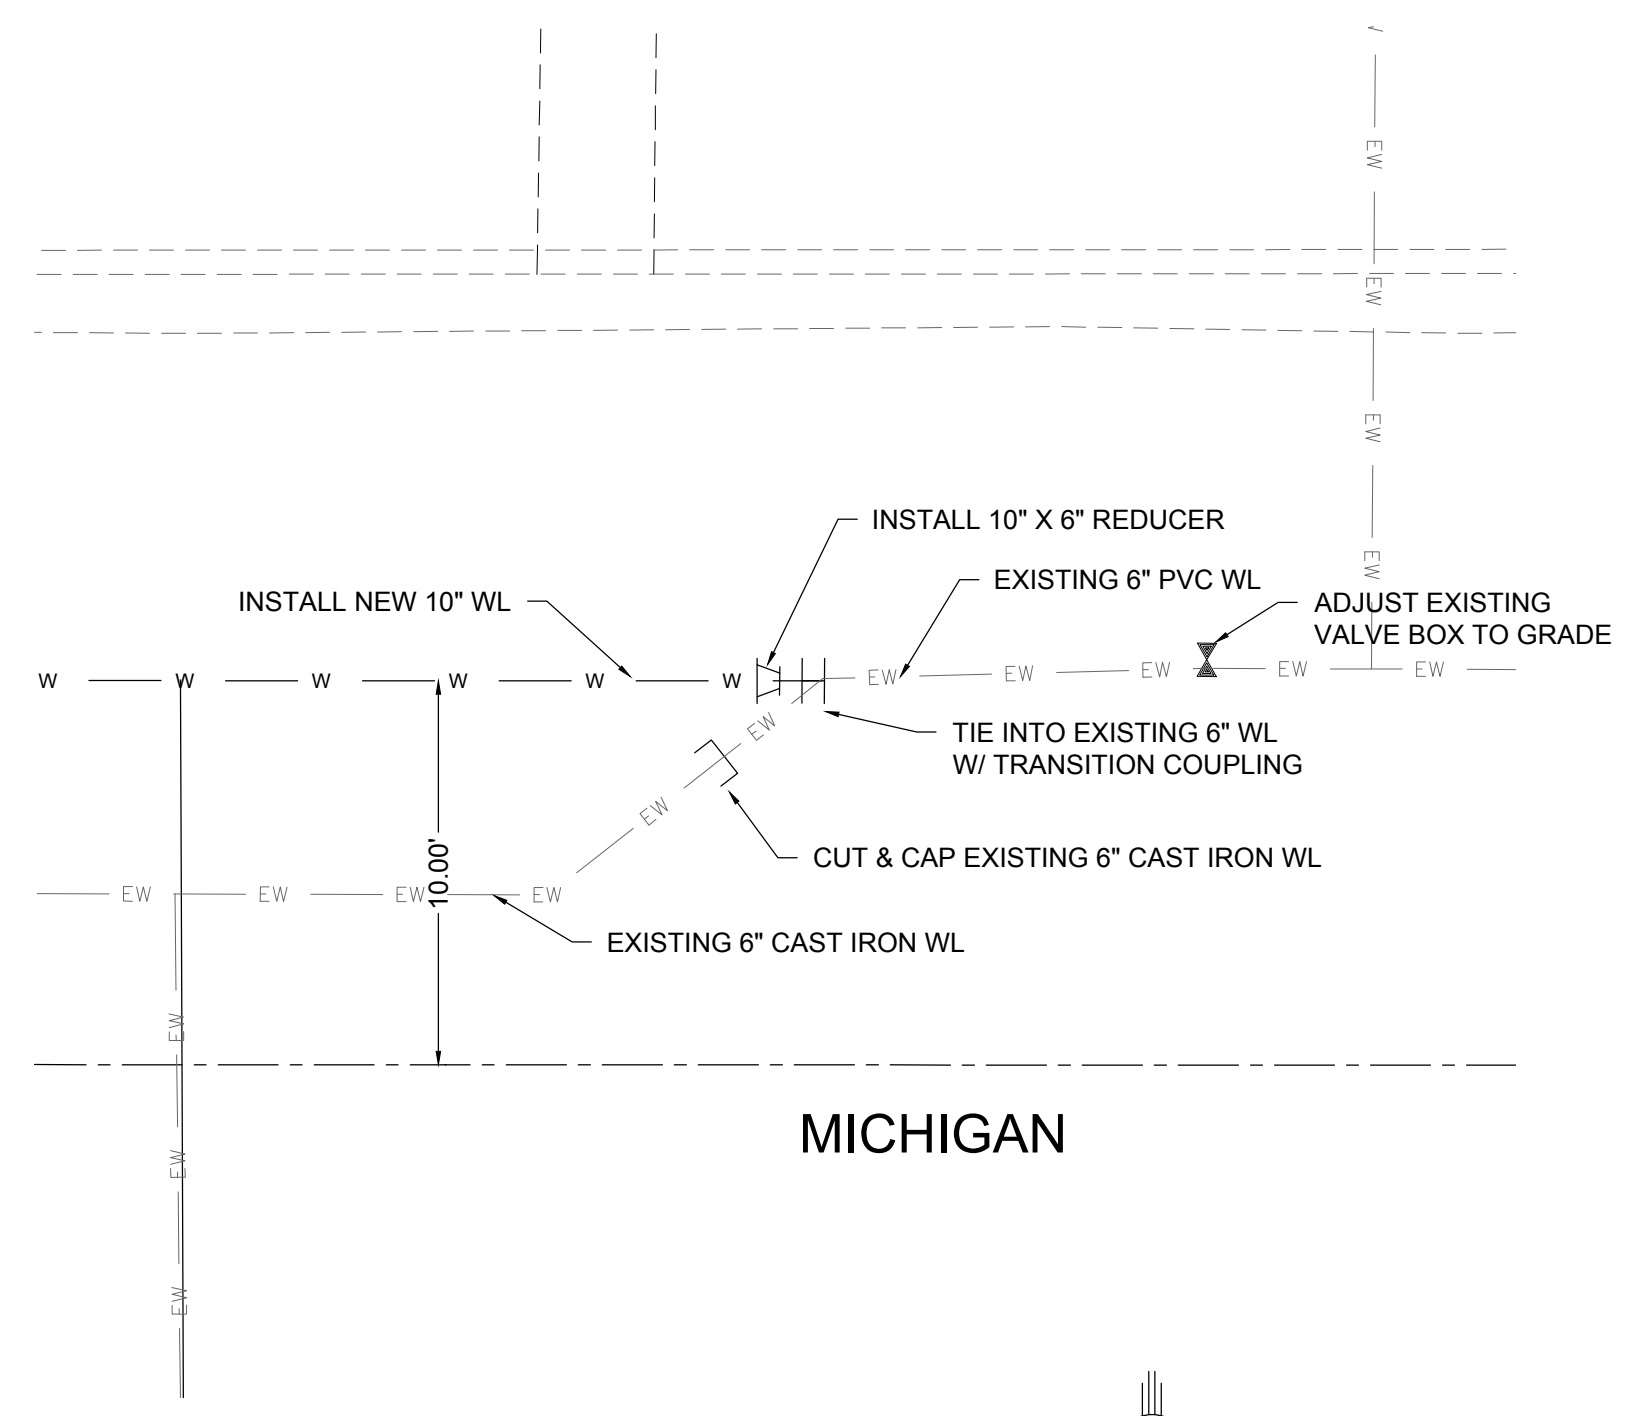 EW
EW
EW
EW
INSTALL 10" X 6" REDUCER
EXISTING 6" PVC WL
INSTALL NEW 10" WL
ADJUST EXISTING
VALVE BOX TO GRADE
W W W W W W EW EW EW EW EW
EW
TIE INTO EXISTING 6" WL
W/ TRANSITION COUPLING
EW
CUT & CAP EXISTING 6" CAST IRON WL
10.00'
EW EW EW EW
EXISTING 6" CAST IRON WL
EW
MICHIGAN
EW
EW